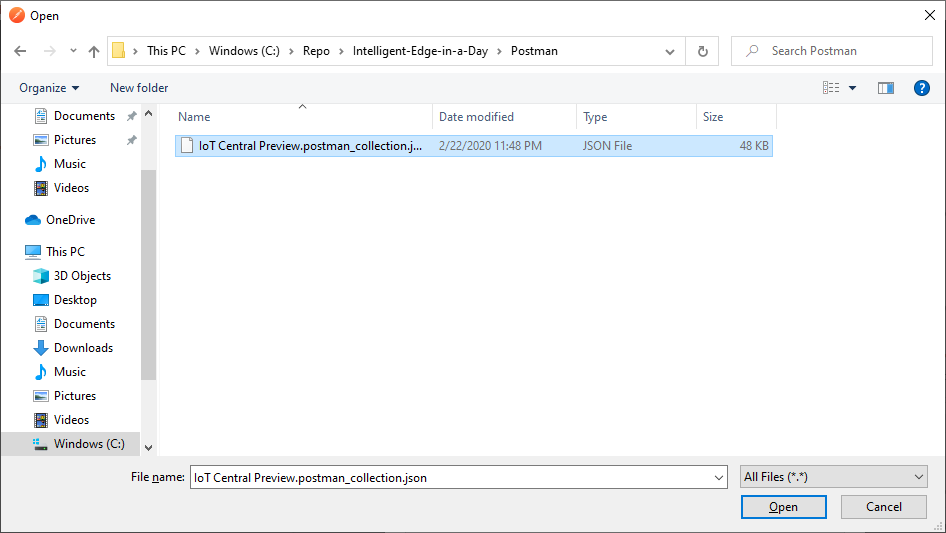 Open
This PC > Windows (C:) > Repo > Intelligent-Edge-in-a-Day > Postman
Search Postman
Organize New folder
Name Date modified Type Size
IoT Central Preview.postman_collection.j... 2/22/2020 11:48 PM JSON File 48 KB
Documents
Pictures
Music
Videos
OneDrive
This PC
3D Objects
Desktop
Documents
Downloads
Music
Pictures
Videos
Windows (C:)
File name: IoT Central Preview.postman_collection.json All Files (*.*)
Open Cancel